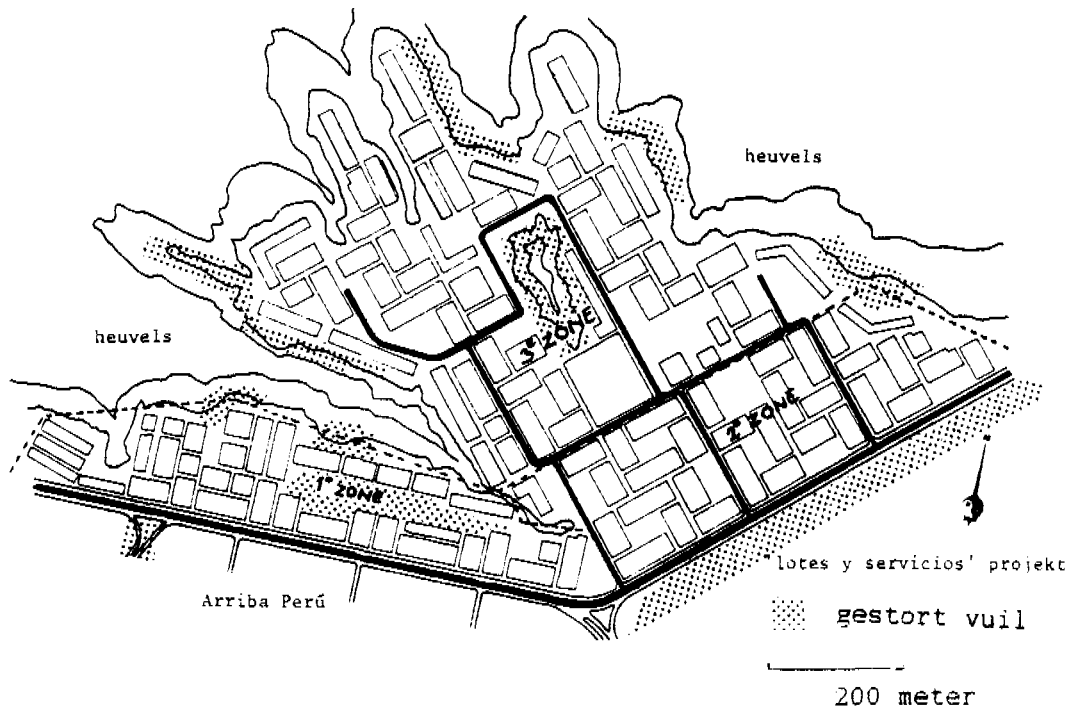 heuvels
heuvels
3e ZONE
2e ZONE
1e ZONE
Arriba Perú
"lotes y servicios' projekt
gestort vuil
200 meter